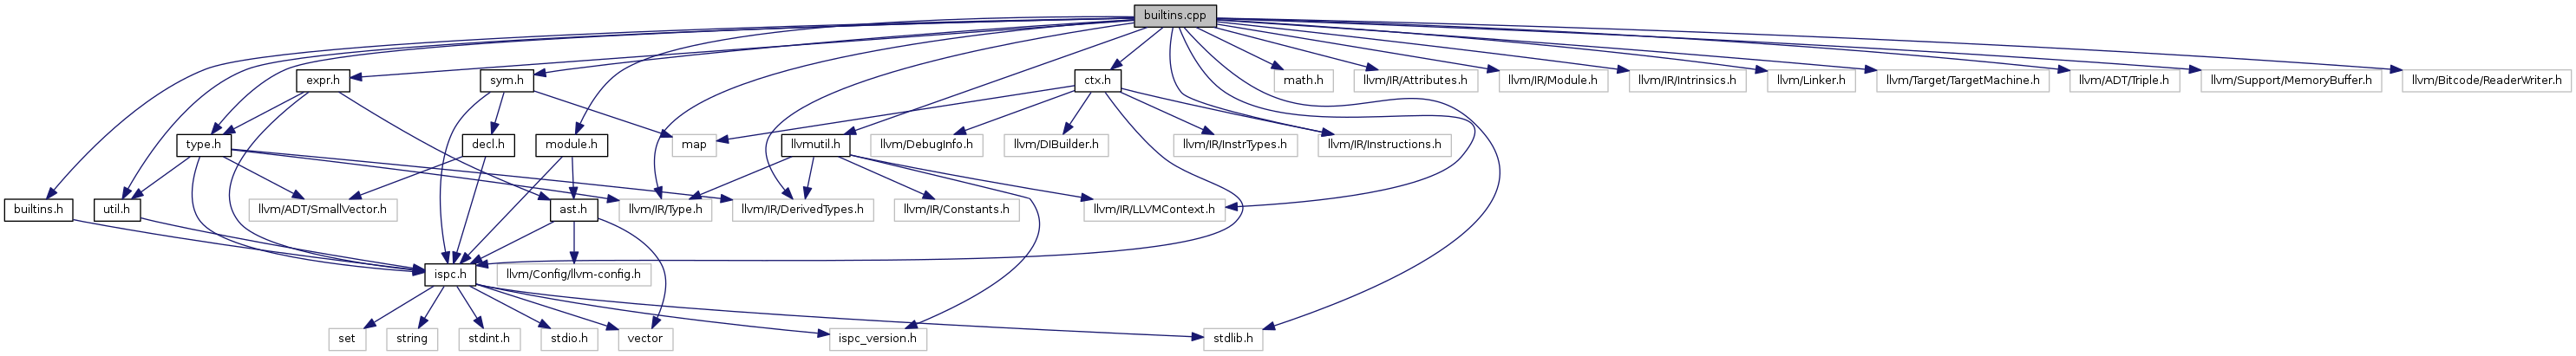 builtins.cpp
expr.h
sym.h
ctx.h
math.h
llvm/IR/Attributes.h
llvm/IR/Module.h
llvm/IR/Intrinsics.h
llvm/Linker.h
llvm/Target/TargetMachine.h
llvm/ADT/Triple.h
llvm/Support/MemoryBuffer.h
llvm/Bitcode/ReaderWriter.h
type.h
decl.h
module.h
map
llvmutil.h
llvm/DebugInfo.h
llvm/DIBuilder.h
llvm/IR/InstrTypes.h
llvm/IR/Instructions.h
builtins.h
util.h
llvm/ADT/SmallVector.h
ast.h
llvm/IR/Type.h
llvm/IR/DerivedTypes.h
llvm/IR/Constants.h
llvm/IR/LLVMContext.h
ispc.h
llvm/Config/llvm-config.h
set
string
stdint.h
stdio.h
vector
ispc_version.h
stdlib.h